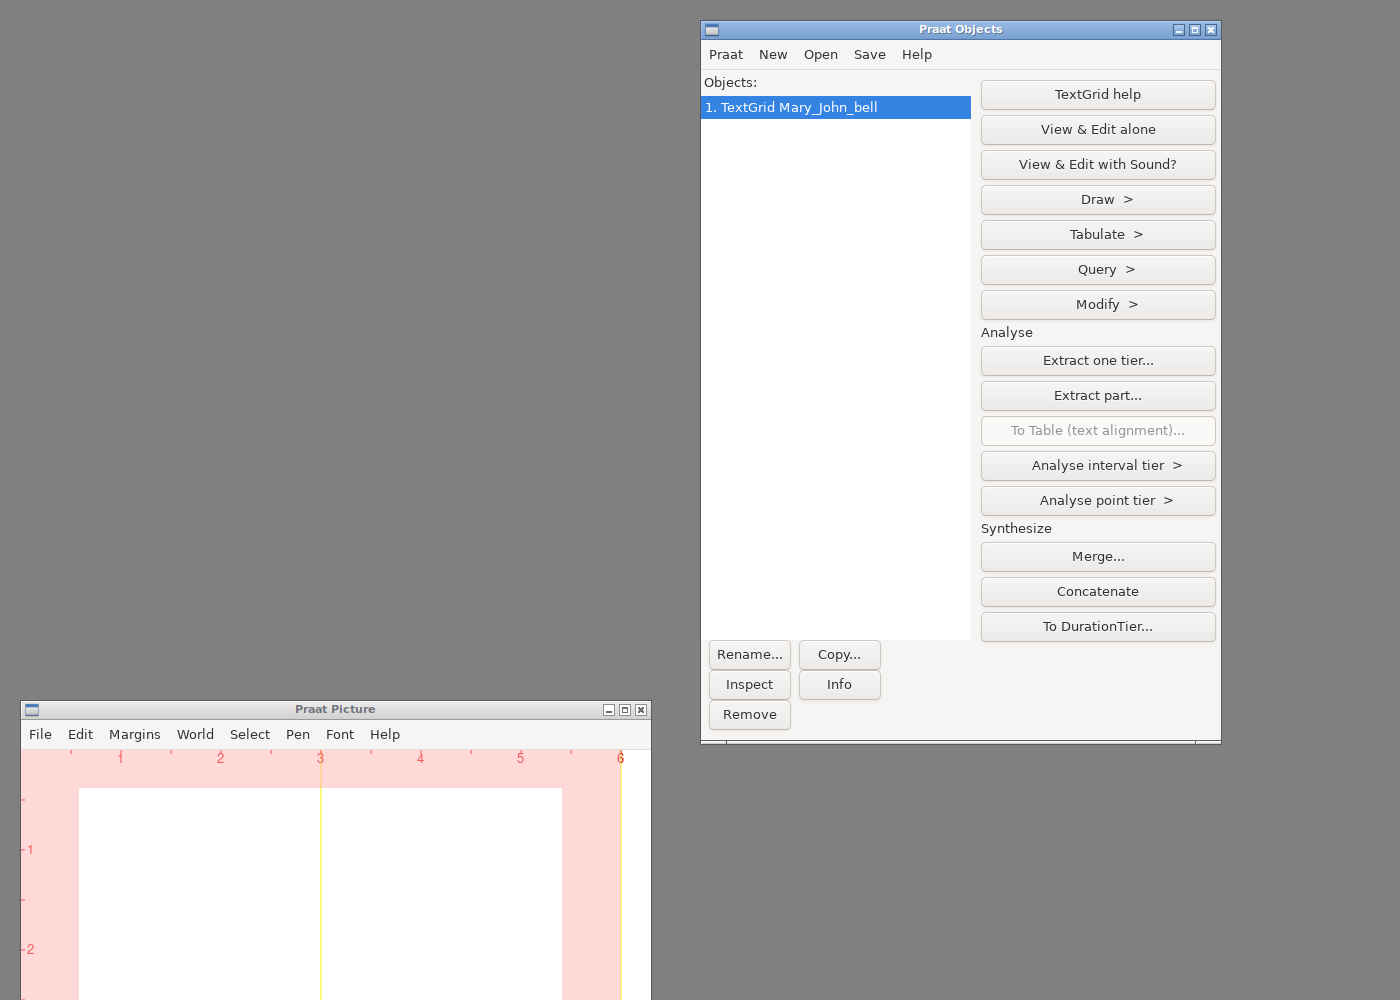 Praat Objects
Praat New Open Save Help
Objects:
1. TextGrid Mary_John_bell
TextGrid help
View & Edit alone
View & Edit with Sound?
Draw >
Tabulate >
Query >
Modify >
Analyse
Extract one tier...
Extract part...
To Table (text alignment)...
Analyse interval tier >
Analyse point tier >
Synthesize
Merge...
Concatenate
To DurationTier...
Rename... Copy...
Inspect Info
Remove
Praat Picture
File Edit Margins World Select Pen Font Help
1 2 3 4 5 6
1
2